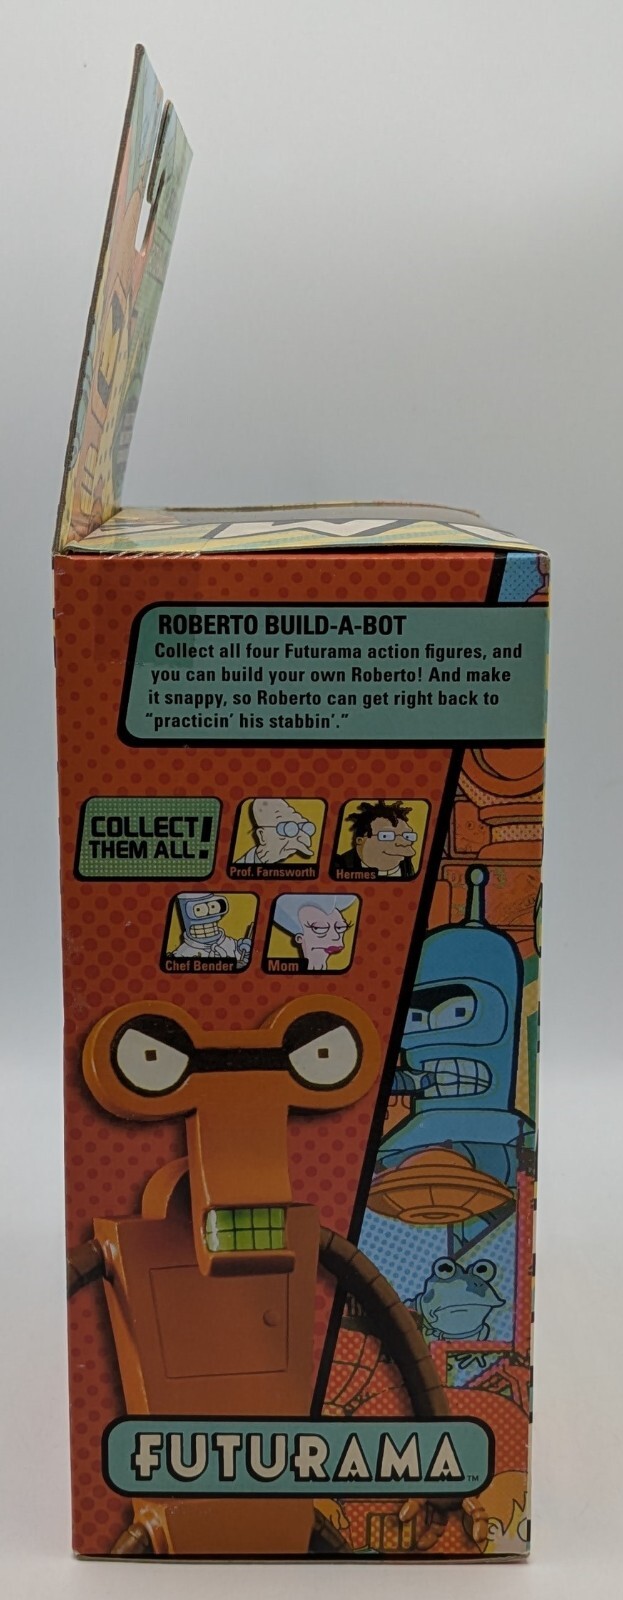 ROBERTO BUILD-A-BOT
Collect all four Futurama action figures, and
you can build your own Roberto! And make
it snappy, so Roberto can get right back to
“practicin’ his stabbin’.”
COLLECT
THEM ALL!
Prof. Farnsworth
Hermes
Chef Bender
Mom
FUTURAMA™